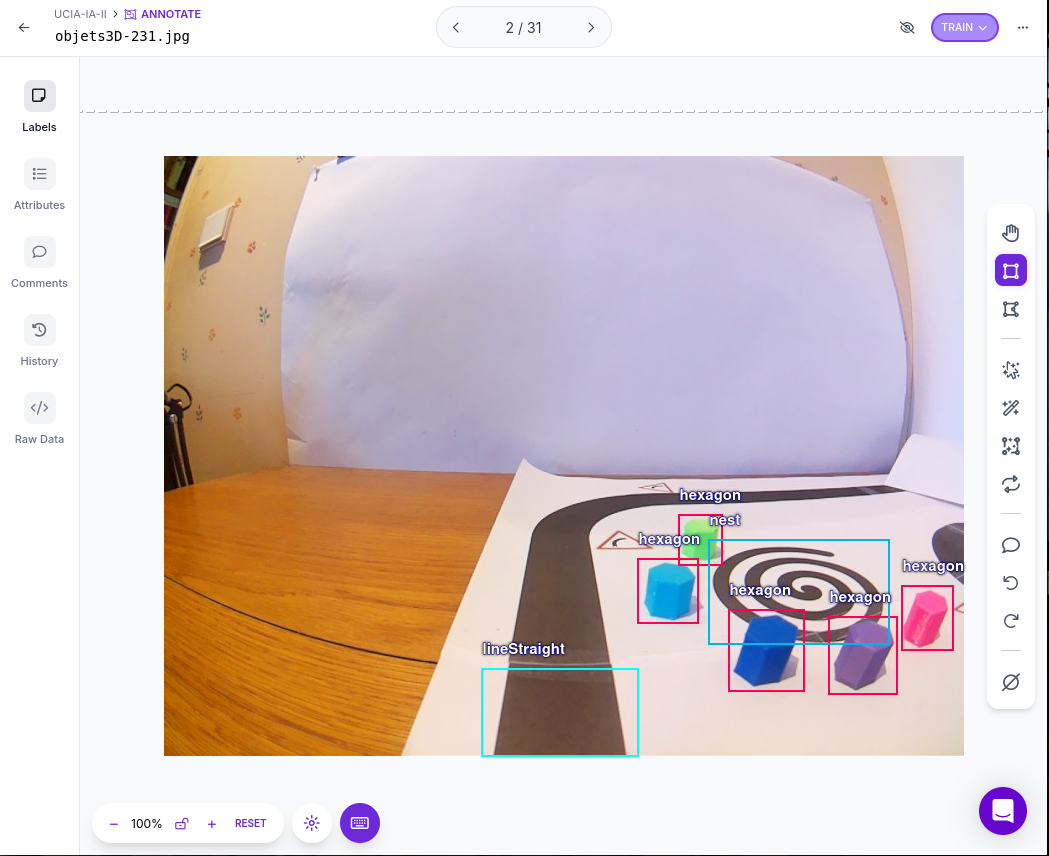 UCIA-IA-II > ANNOTATE
objets3D-231.jpg
2 / 31
TRAIN
Labels
Attributes
Comments
History
Raw Data
hexagon
nest
hexagon
hexagon
hexagon
hexagon
lineStraight
100%
RESET